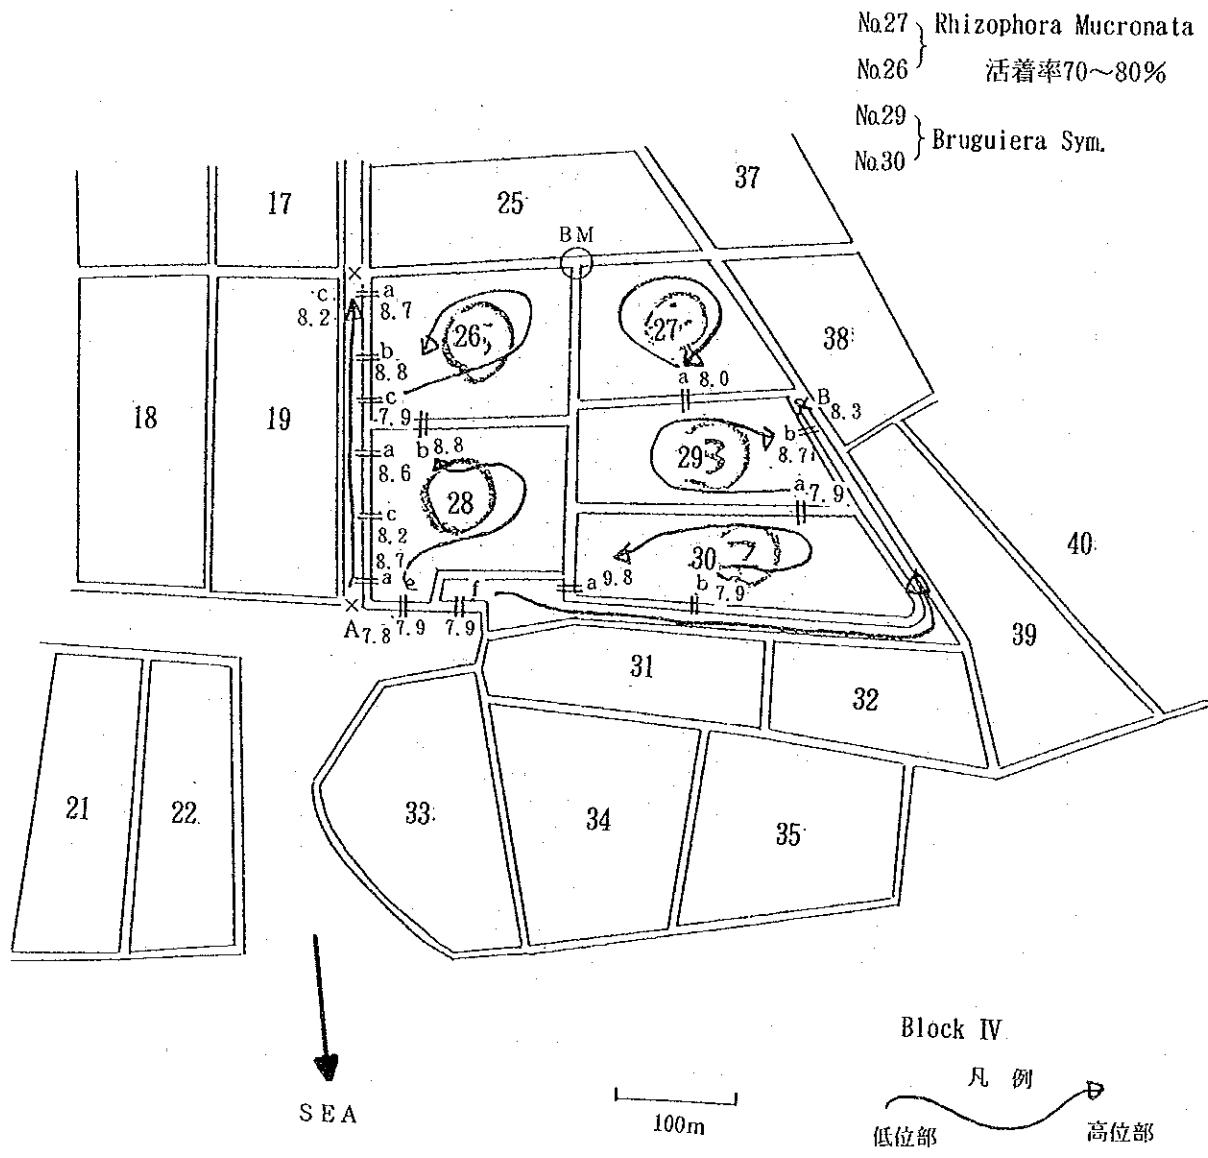 No.27 Rhizophora Mucronata
No.26 活着率70～80%
No.29
No.30 Bruguiera Sym.
37
17
25
BM
c a
8.2 8.7
26
27
38
b
8.8
a 8.0
c
7.9
B
8.3
18
19
b 8.8
a
8.6
29
b
8.7
a 7.9
28
c
8.2
8.7
a e
f
30
a 9.8
b 7.9
40
A 7.8
7.9
7.9
39
31
32
21
22
33
34
35
SEA
100m
Block IV
凡 例
低位部
高位部